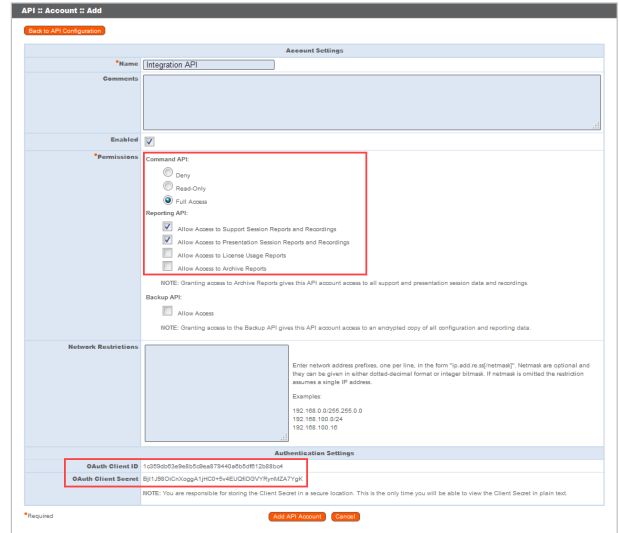 API :: Account :: Add
Back to API Configuration
Account Settings
*Name
Integration API
Comments
Enabled
*Permissions
Command API:
Deny
Read-Only
Full Access
Reporting API:
Allow Access to Support Session Reports and Recordings
Allow Access to Presentation Session Reports and Recordings
Allow Access to License Usage Reports
Allow Access to Archive Reports
NOTE: Granting access to Archive Reports gives this API account access to all support and presentation session data and recordings.
Backup API:
Allow Access
NOTE: Granting access to the Backup API gives this API account access to an encrypted copy of all configuration and reporting data.
Network Restrictions
Enter network address prefixes, one per line, in the form "ip.add.re.ss[/netmask]". Netmask are optional and
they can be given in either dotted-decimal format or integer bitmask. If netmask is omitted the restriction
assumes a single IP address.
Examples:
192.168.0.0/255.255.0.0
192.168.100.0/24
192.168.100.16
Authentication Settings
OAuth Client ID
OAuth Client Secret
NOTE: You are responsible for storing the Client Secret in a secure location. This is the only time you will be able to view the Client Secret in plain text.
*Required
Add API Account
Cancel